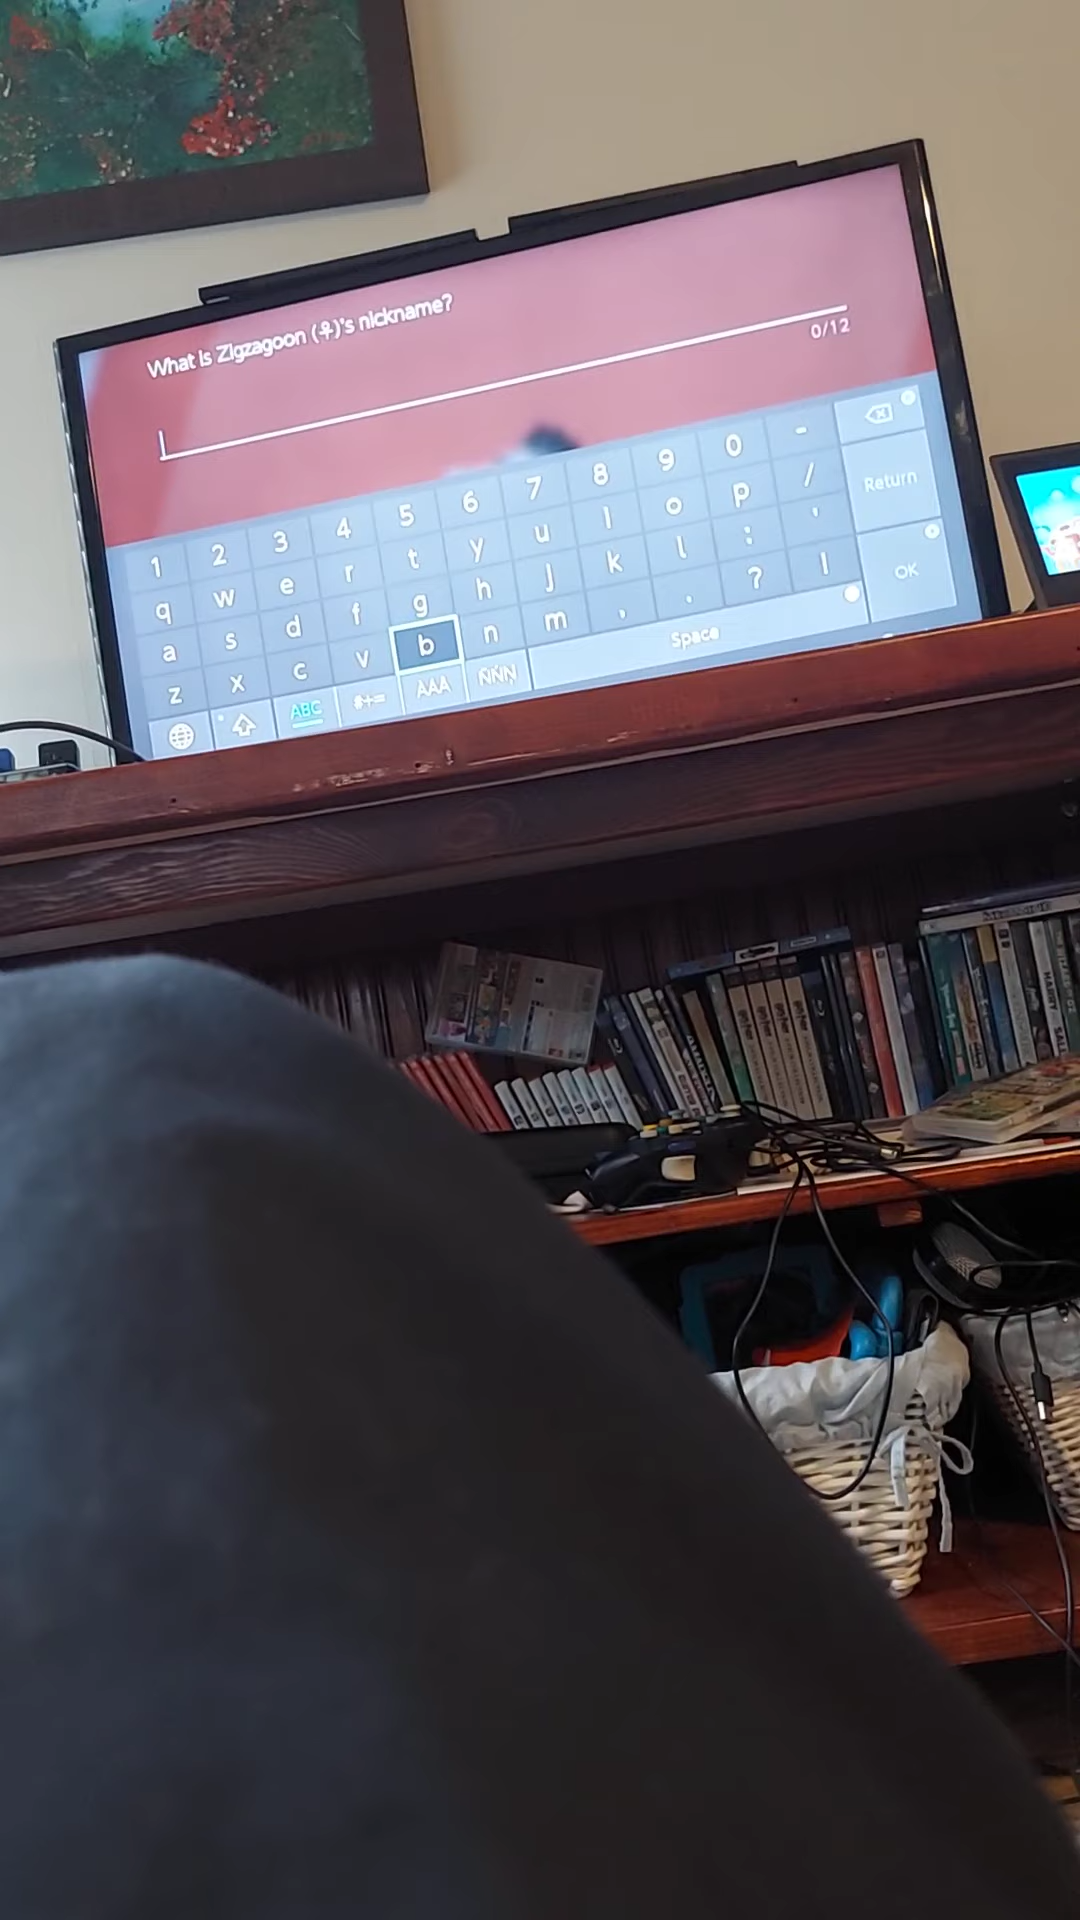 What is Zigzagoon (♀)'s nickname?
0/12
1 2 3 4 5 6 7 8 9 0 -
q w e r t y u i o p /
Return
a s d f g h j k l : '
z x c v b n m , . ? !
OK
ABC #+= ÀÀÀ ÑÑÑ Space